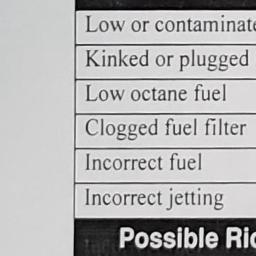 Low or contaminate
Kinked or plugged
Low octane fuel
Clogged fuel filter
Incorrect fuel
Incorrect jetting
Possible Ric